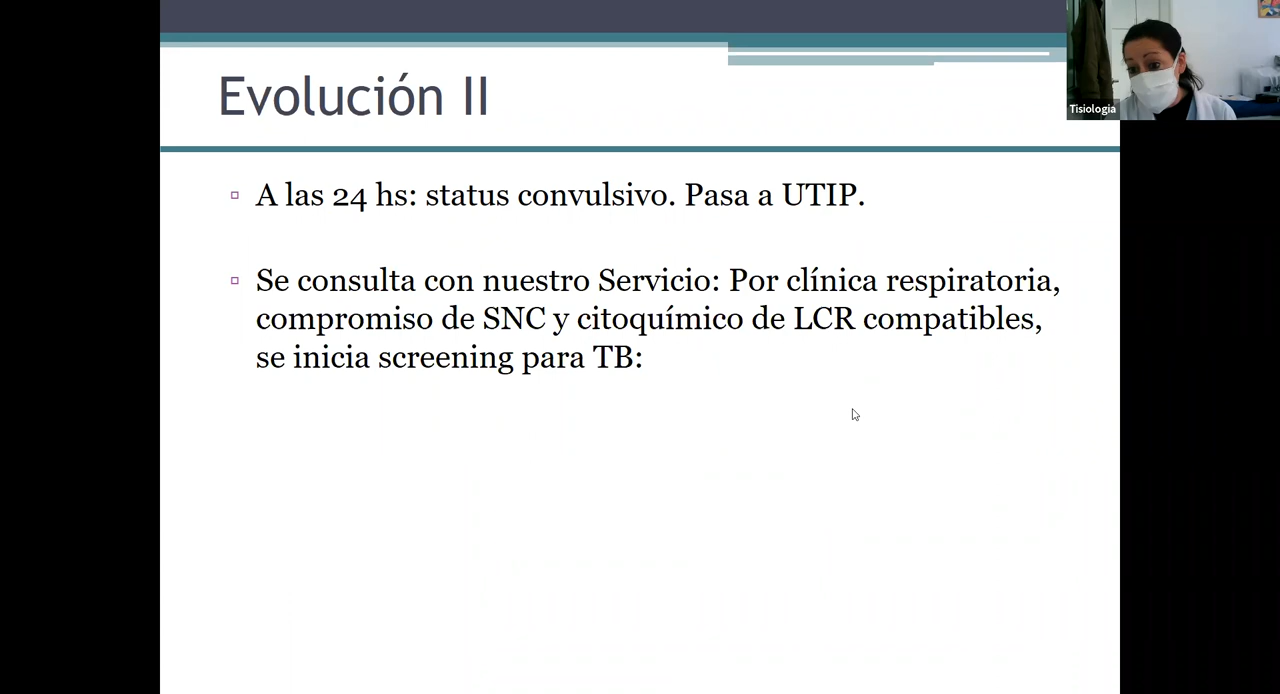 Evolución II
Tisiologia
A las 24 hs: status convulsivo. Pasa a UTIP.
Se consulta con nuestro Servicio: Por clínica respiratoria,
compromiso de SNC y citoquímico de LCR compatibles,
se inicia screening para TB: